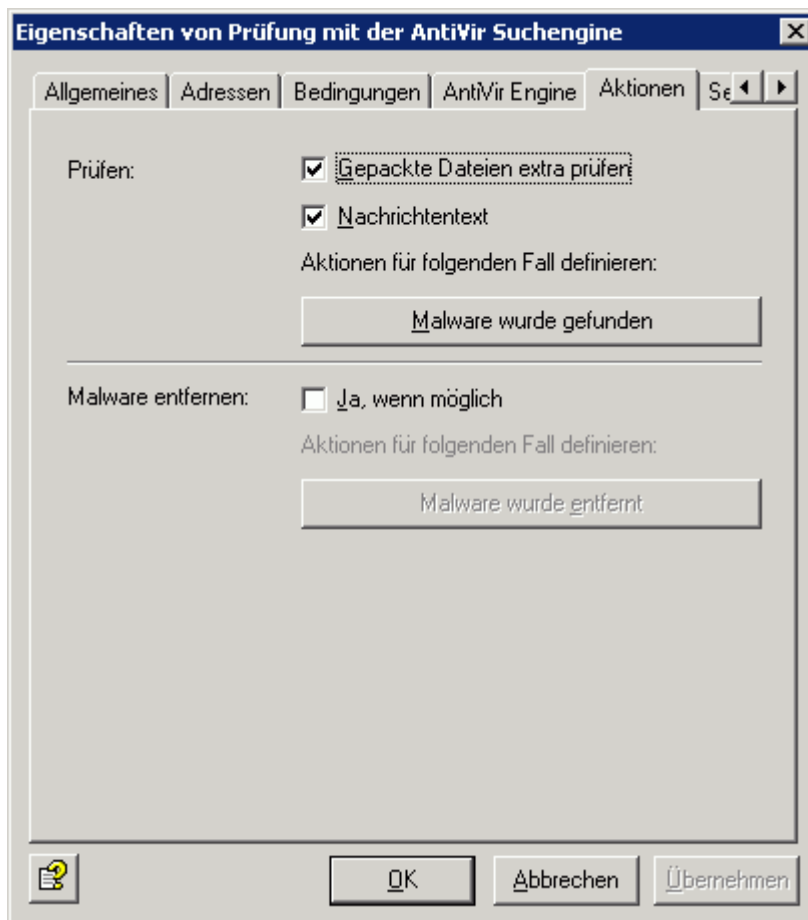 Eigenschaften von Prüfung mit der AntiVir Suchengine
Allgemeines Adressen Bedingungen AntiVir Engine Aktionen
Prüfen: Gepackte Dateien extra prüfen
Nachrichtentext
Aktionen für folgenden Fall definieren:
Malware wurde gefunden
Malware entfernen: Ja, wenn möglich
Aktionen für folgenden Fall definieren:
Malware wurde entfernt
OK Abbrechen Übernehmen